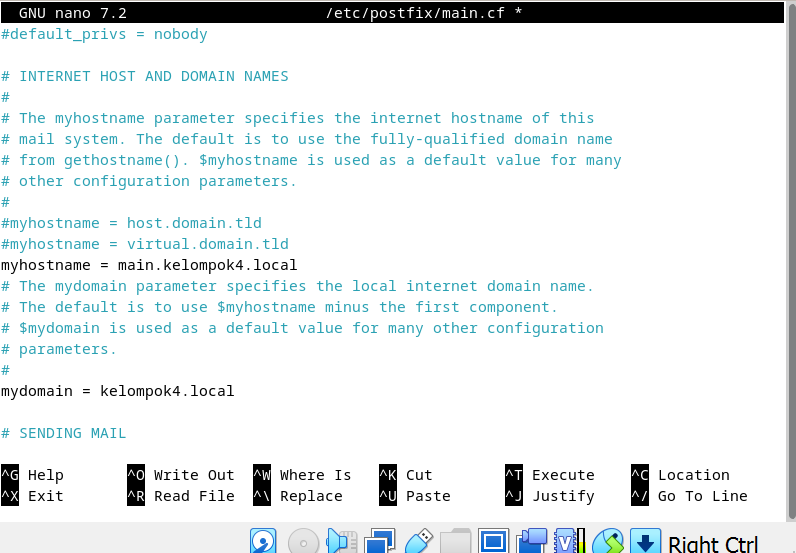 GNU nano 7.2 /etc/postfix/main.cf *
#default_privs = nobody
# INTERNET HOST AND DOMAIN NAMES
#
# The myhostname parameter specifies the internet hostname of this
# mail system. The default is to use the fully-qualified domain name
# from gethostname(). $myhostname is used as a default value for many
# other configuration parameters.
#
#myhostname = host.domain.tld
#myhostname = virtual.domain.tld
myhostname = main.kelompok4.local
# The mydomain parameter specifies the local internet domain name.
# The default is to use $myhostname minus the first component.
# $mydomain is used as a default value for many other configuration
# parameters.
#
mydomain = kelompok4.local
# SENDING MAIL
^G Help ^O Write Out ^W Where Is ^K Cut ^T Execute ^C Location
^X Exit ^R Read File ^\ Replace ^U Paste ^J Justify ^/ Go To Line
Right Ctrl